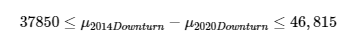 37850 ≤ μ2014Downturn − μ2020Downturn ≤ 46,815